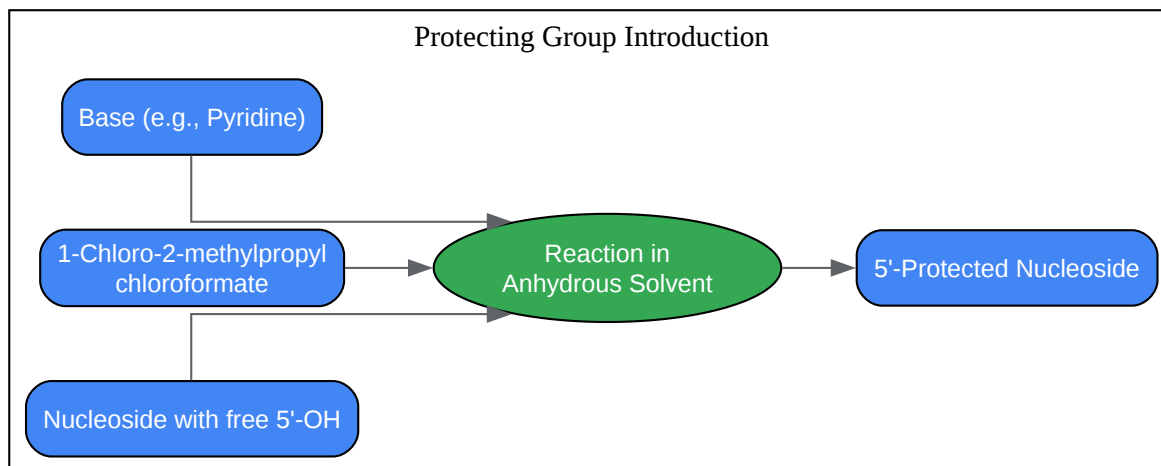 Protecting Group Introduction
Base (e.g., Pyridine)
1-Chloro-2-methylpropyl
chloroformate
Nucleoside with free 5'-OH
Reaction in
Anhydrous Solvent
5'-Protected Nucleoside